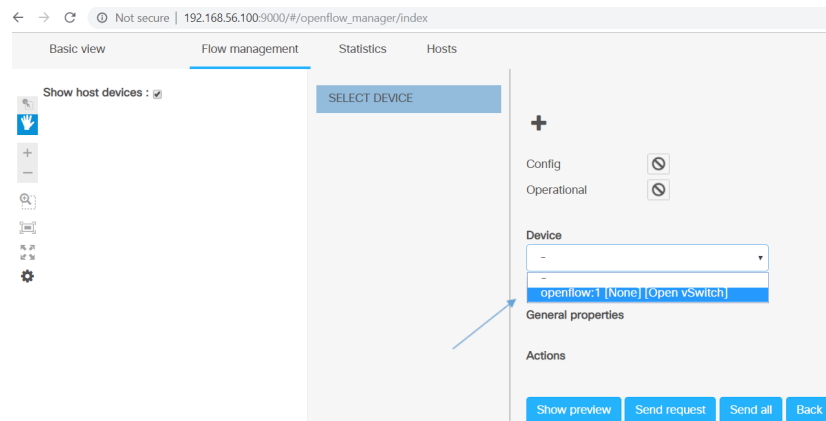 Not secure | 192.168.56.100:9000/#/openflow_manager/index
Basic view Flow management Statistics Hosts
Show host devices :
SELECT DEVICE
Config
Operational
Device
-
-
openflow:1 [None] [Open vSwitch]
General properties
Actions
Show preview Send request Send all Back